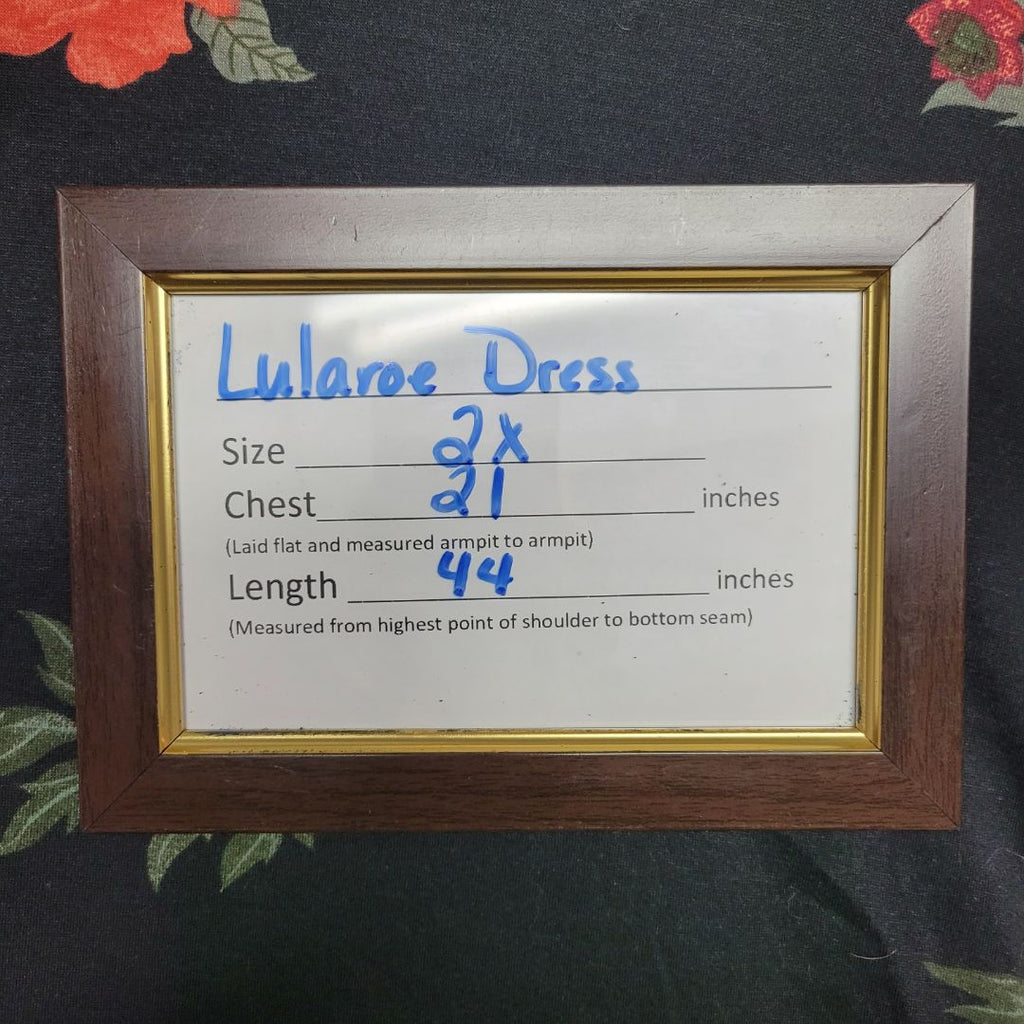 Lularoe Dress
Size 2X
Chest 21 inches
(Laid flat and measured armpit to armpit)
Length 44 inches
(Measured from highest point of shoulder to bottom seam)